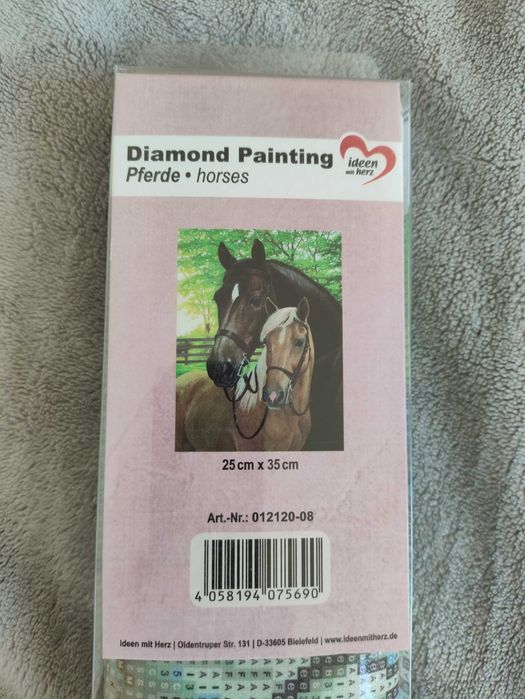 Diamond Painting
Pferde • horses
ideen
mit herz
25 cm x 35 cm
Art.-Nr.: 012120-08
4 058194 075690
ideen mit Herz | Oldentruper Str. 131 | D-33605 Bielefeld | www.ideenmitherz.de